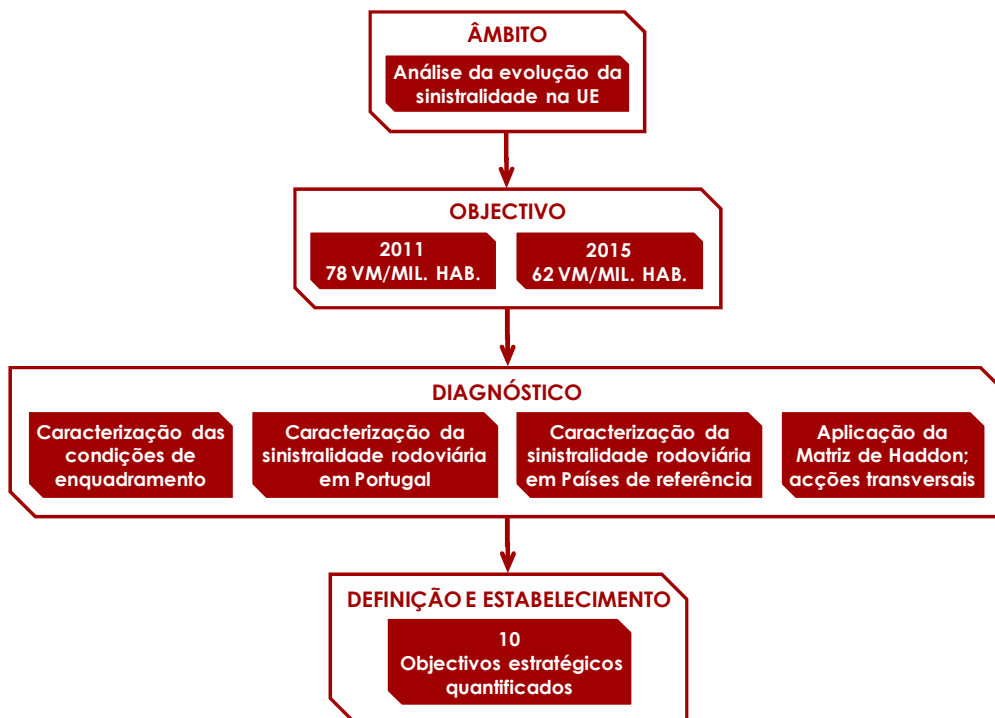 ÂMBITO
Análise da evolução da
sinistralidade na UE
OBJECTIVO
2011
78 VM/MIL. HAB.
2015
62 VM/MIL. HAB.
DIAGNÓSTICO
Caracterização das
condições de
enquadramento
Caracterização da
sinistralidade rodoviária
em Portugal
Caracterização da
sinistralidade rodoviária
em Países de referência
Aplicação da
Matriz de Haddon;
acções transversais
DEFINIÇÃO E ESTABELECIMENTO
10
Objectivos estratégicos
quantificados